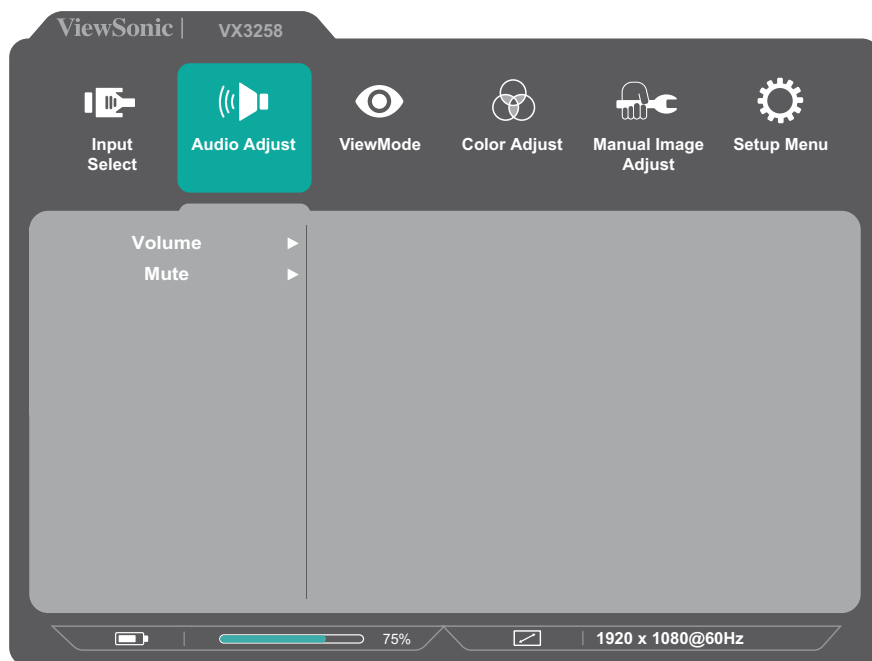 ViewSonic | VX3258
Input Select
Audio Adjust
ViewMode
Color Adjust
Manual Image Adjust
Setup Menu
Volume
Mute
75%
1920 x 1080@60Hz